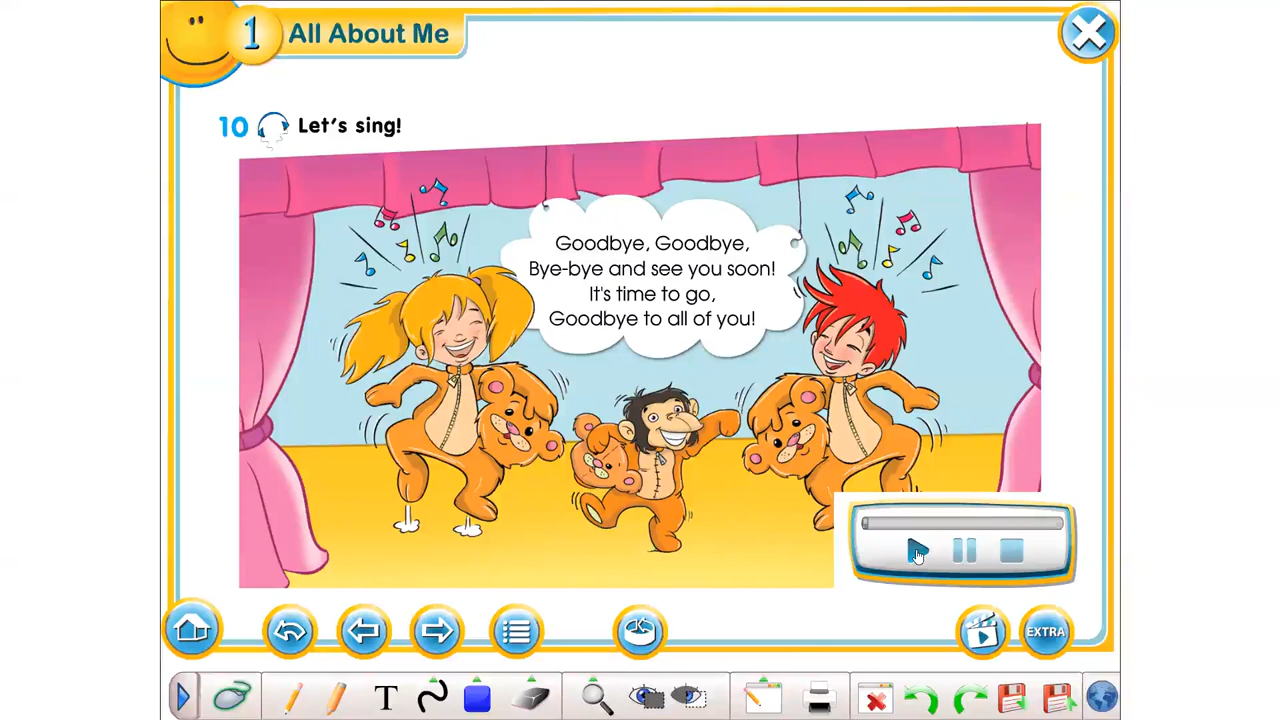 1 All About Me
10 Let's sing!
Goodbye, Goodbye,
Bye-bye and see you soon!
It's time to go,
Goodbye to all of you!
K
EXTRA
T